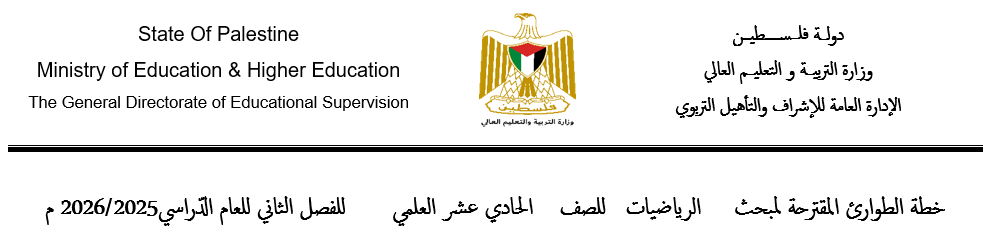 State Of Palestine
Ministry of Education & Higher Education
The General Directorate of Educational Supervision
فلسطين
وزارة التربية والتعليم العالي
دولـة فلــســـطيـن
وزارة التربيـة و التعليـم العالي
الإدارة العامة للإشراف والتأهيل التربوي
خطة الطوارئ المقترحة لمبحث الرياضيات للصف الحادي عشر العلمي للفصل الثاني للعام الدّراسي2026/2025 م